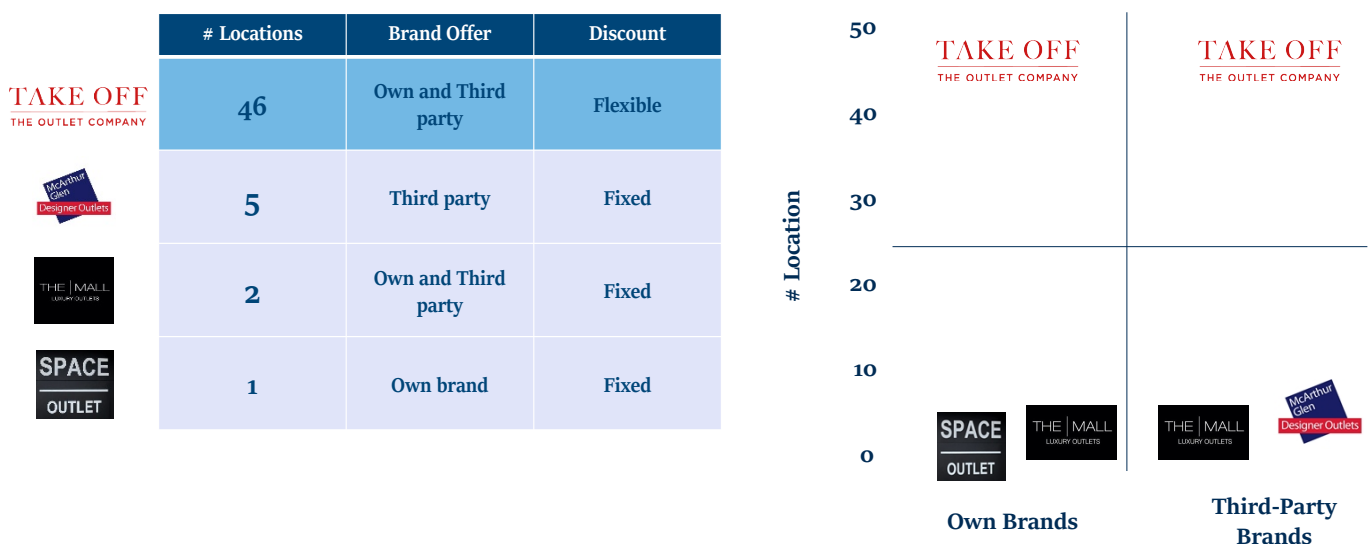 # Locations
Brand Offer
Discount
TAKE OFF
THE OUTLET COMPANY
46
Own and Third
party
Flexible
McArthur
Glen
Designer Outlets
5
Third party
Fixed
THE | MALL
LUXURY OUTLETS
2
Own and Third
party
Fixed
SPACE
OUTLET
1
Own brand
Fixed
# Location
50
40
30
20
10
0
TAKE OFF
THE OUTLET COMPANY
TAKE OFF
THE OUTLET COMPANY
SPACE
OUTLET
THE | MALL
LUXURY OUTLETS
THE | MALL
LUXURY OUTLETS
McArthur
Glen
Designer Outlets
Own Brands
Third-Party
Brands